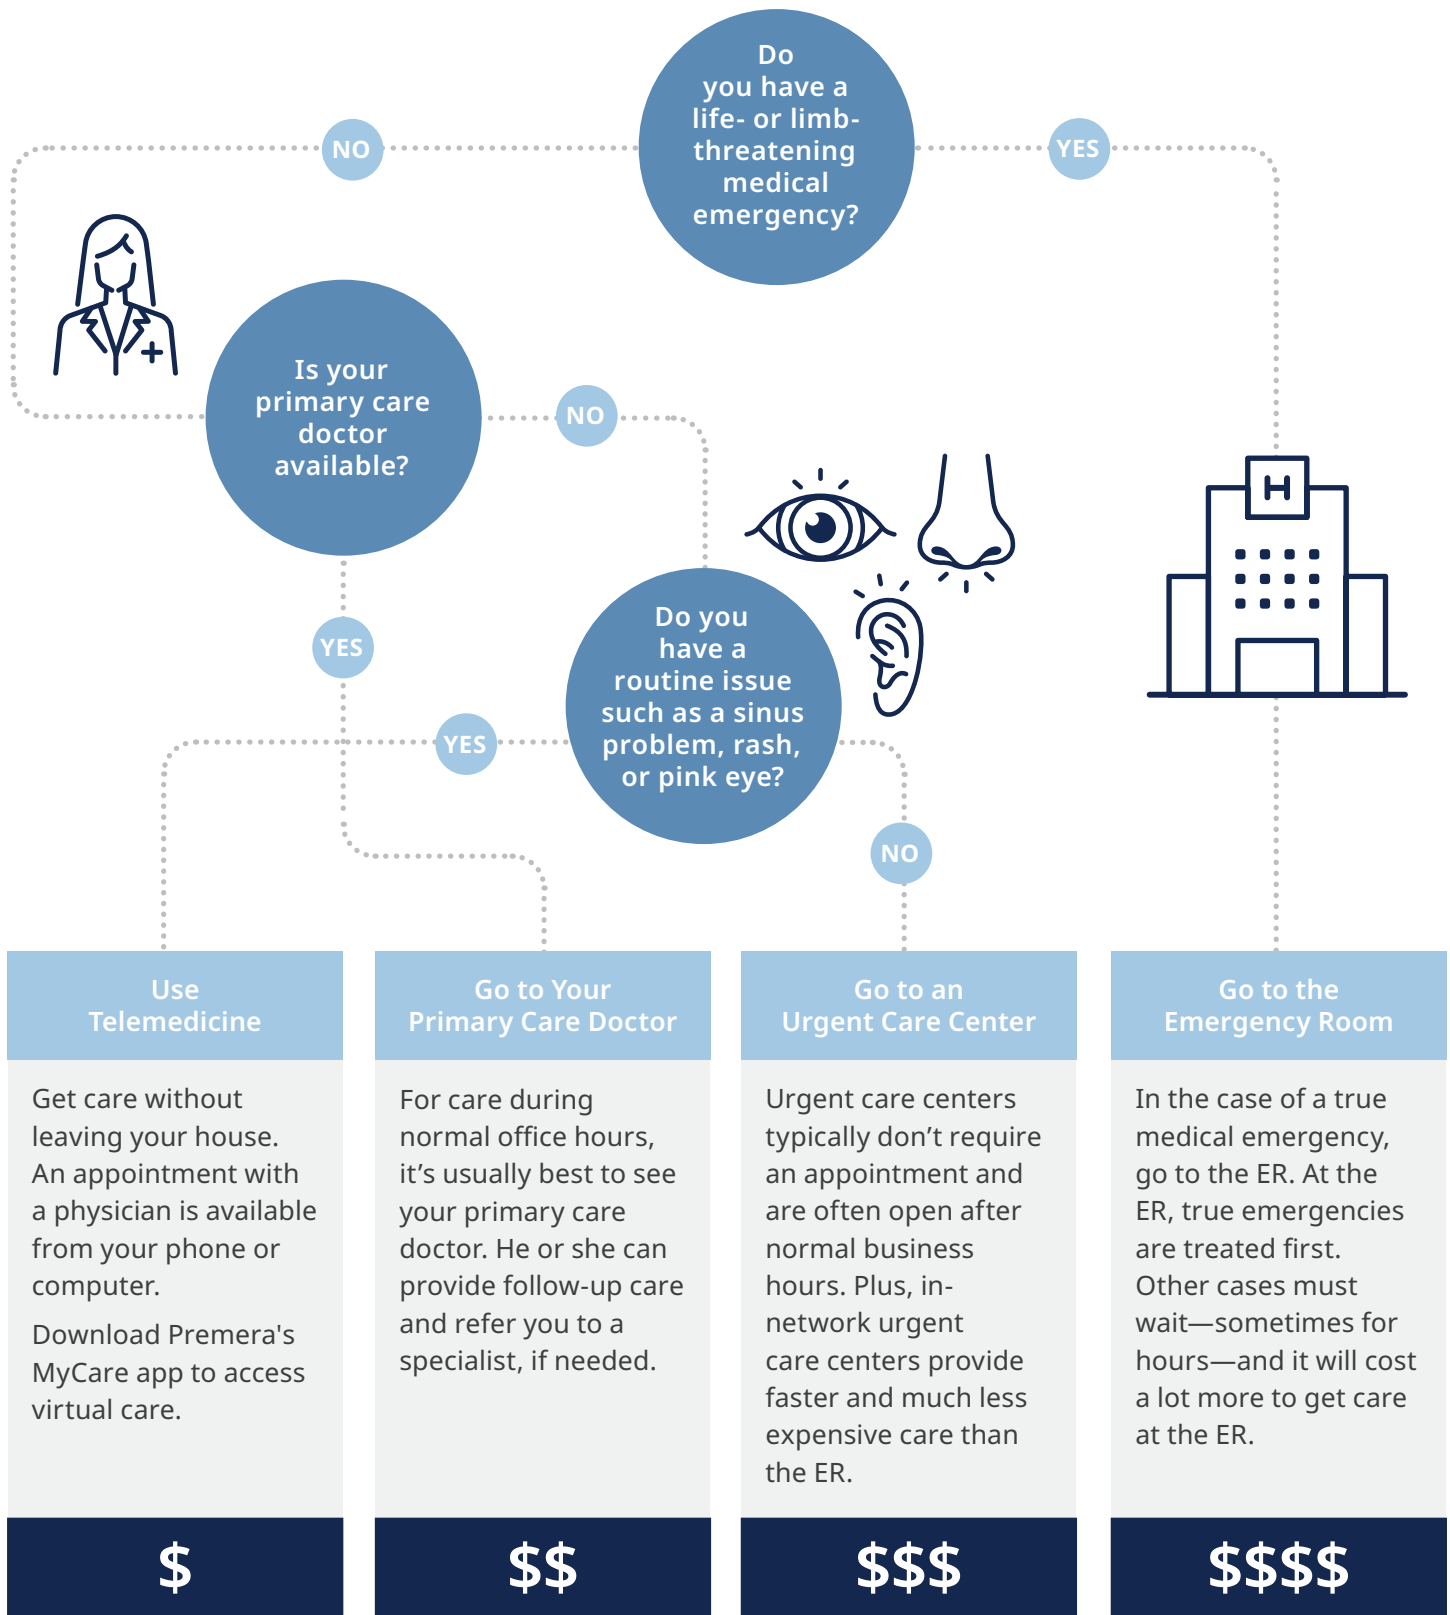 Do
you have a
life- or limb-
threatening
medical
emergency?
NO
YES
Is your
primary care
doctor
available?
NO
YES
H
Do you
have a
routine issue
such as a sinus
problem, rash,
or pink eye?
YES
NO
Use
Telemedicine
Get care without
leaving your house.
An appointment with
a physician is available
from your phone or
computer.
Download Premera's
MyCare app to access
virtual care.
$
Go to Your
Primary Care Doctor
For care during
normal office hours,
it’s usually best to see
your primary care
doctor. He or she can
provide follow-up care
and refer you to a
specialist, if needed.
$$
Go to an
Urgent Care Center
Urgent care centers
typically don’t require
an appointment and
are often open after
normal business
hours. Plus, in-
network urgent
care centers provide
faster and much less
expensive care than
the ER.
$$$
Go to the
Emergency Room
In the case of a true
medical emergency,
go to the ER. At the
ER, true emergencies
are treated first.
Other cases must
wait—sometimes for
hours—and it will cost
a lot more to get care
at the ER.
$$$$